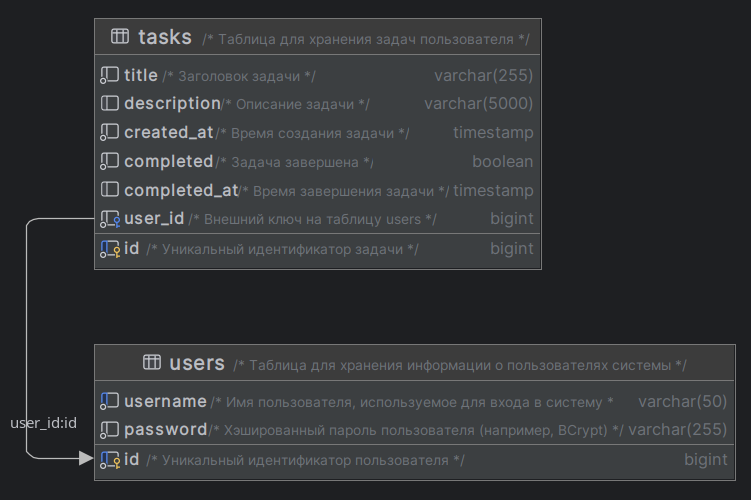 tasks /* Таблица для хранения задач пользователя */
title /* Заголовок задачи */ varchar(255)
description/* Описание задачи */ varchar(5000)
created_at/* Время создания задачи */ timestamp
completed/* Задача завершена */ boolean
completed_at/* Время завершения задачи */ timestamp
user_id /* Внешний ключ на таблицу users */ bigint
id /* Уникальный идентификатор задачи */ bigint
users /* Таблица для хранения информации о пользователях системы */
username /* Имя пользователя, используемое для входа в систему * varchar(50)
user_id:id
password/* Хэшированный пароль пользователя (например, BCrypt) */ varchar(255)
id /* Уникальный идентификатор пользователя */ bigint